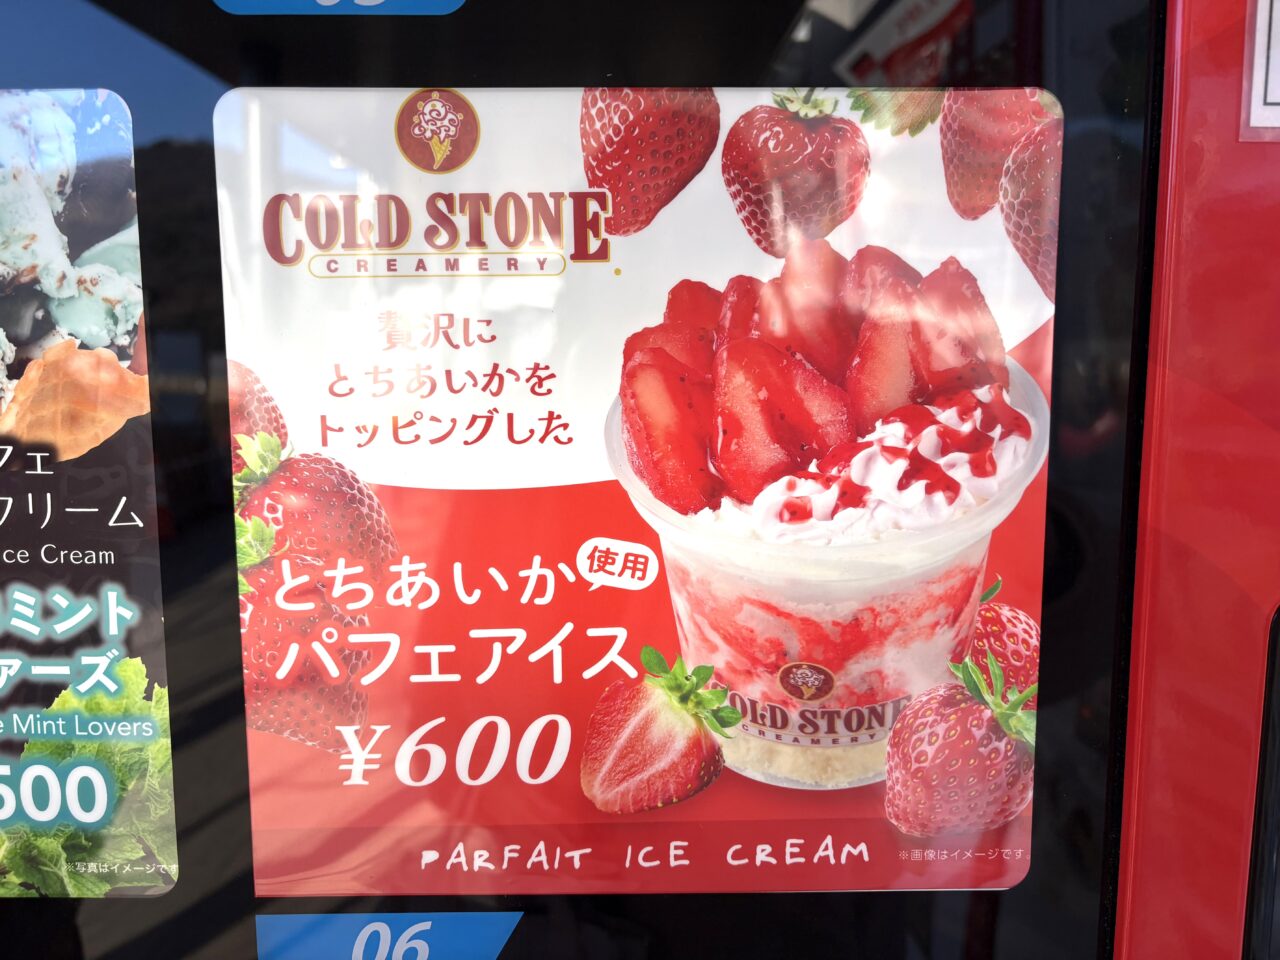 COLD STONE
CREAMERY
贅沢に
とちあいかを
トッピングした
とちあいか 使用
パフェアイス
¥600
COLD STONE
CREAMERY
PARFAIT ICE CREAM
※画像はイメージです。
フェ
クリーム
ce Cream
ミント
ァーズ
e Mint Lovers
500
※写真はイメージです
06